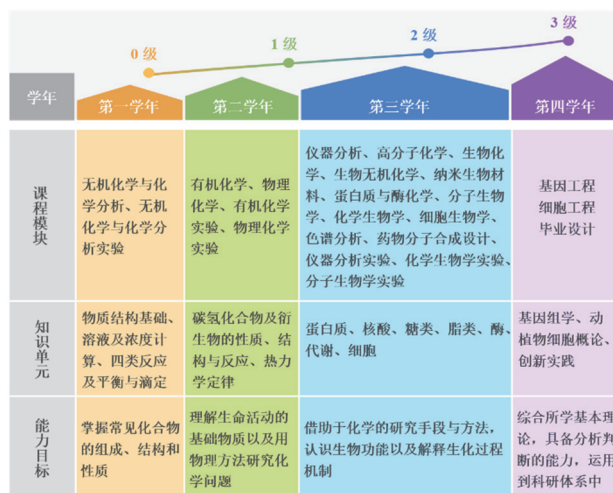 0 级
1 级
2 级
3 级
学年
第一学年
第二学年
第三学年
第四学年
课程模块
无机化学与化
学分析、无机
化学与化学分
析实验
有机化学、物理
化学、有机化学
实验、物理化学
实验
仪器分析、高分子化学、生物化
学、生物无机化学、纳米生物材
料、蛋白质与酶化学、分子生物
学、化学生物学、细胞生物学、
色谱分析、药物分子合成设计、
仪器分析实验、化学生物学实验、
分子生物学实验
基因工程
细胞工程
毕业设计
知识单元
物质结构基础、
溶液及浓度计
算、四类反应
及平衡与滴定
碳氢化合物及衍
生物的性质、结
构与反应、热力
学定律
蛋白质、核酸、糖类、脂类、酶、
代谢、细胞
基因组学、动
植物细胞概论、
创新实践
能力目标
掌握常见化合物
的组成、结构和
性质
理解生命活动的
基础物质以及用
物理方法研究化
学问题
借助于化学的研究手段与方法，
认识生物功能以及解释生化过程
机制
综合所学基本理
论，具备分析判
断的能力，运用
到科研体系中